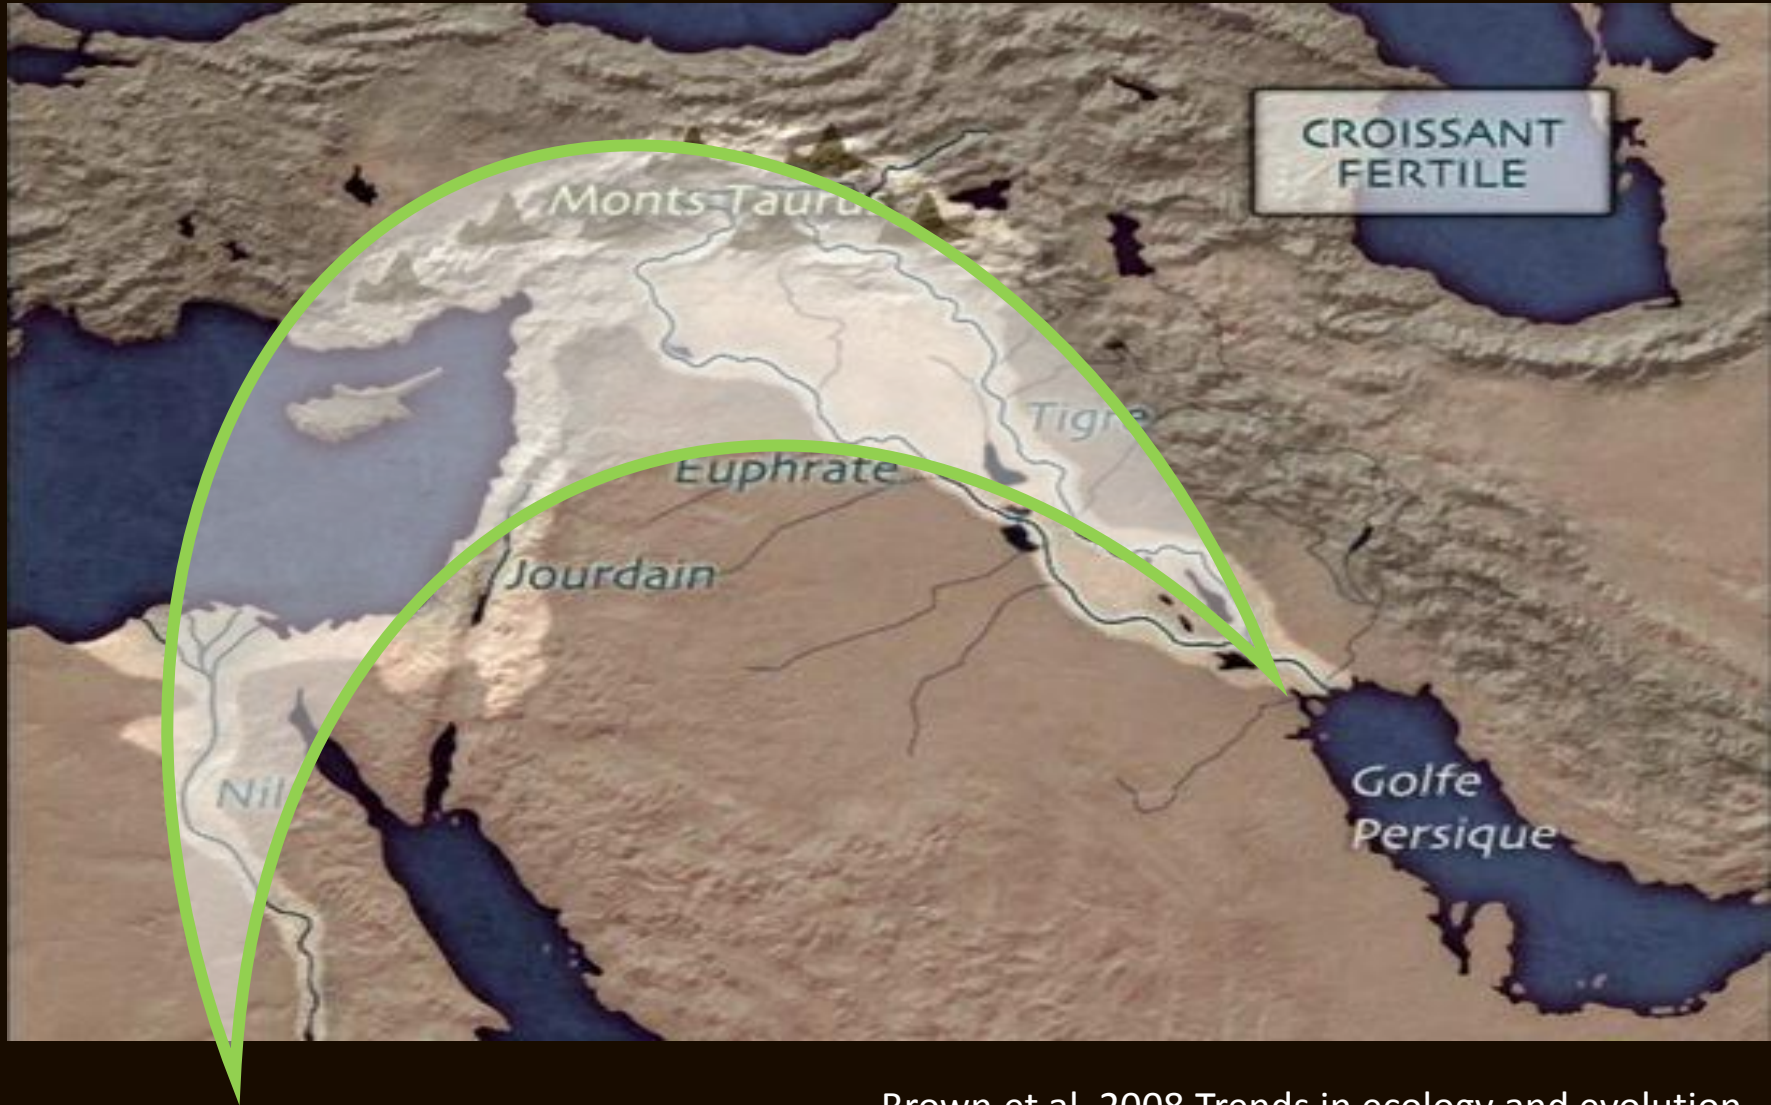 CROISSANT
FERTILE
Monts Taurus
Tigre
Euphrate
Jourdain
Nil
Golfe
Persique
Brown et al. 2008 Trends in ecology and evolution